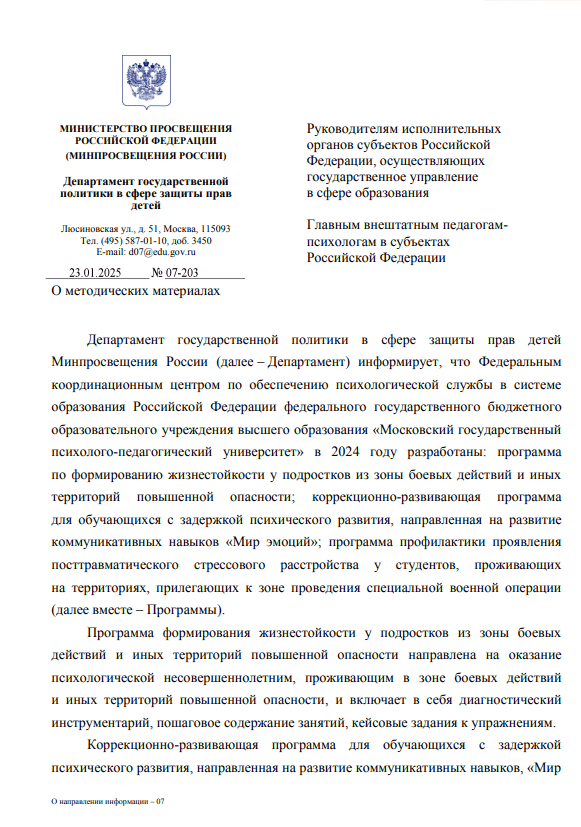 МИНИСТЕРСТВО ПРОСВЕЩЕНИЯ
РОССИЙСКОЙ ФЕДЕРАЦИИ
(МИНПРОСВЕЩЕНИЯ РОССИИ)
Департамент государственной
политики в сфере защиты прав
детей
Люсиновская ул., д. 51, Москва, 115093
Тел. (495) 587-01-10, доб. 3450
E-mail: d07@edu.gov.ru
23.01.2025 № 07-203
О методических материалах
Руководителям исполнительных
органов субъектов Российской
Федерации, осуществляющих
государственное управление
в сфере образования
Главным внештатным педагогам-
психологам в субъектах
Российской Федерации
Департамент государственной политики в сфере защиты прав детей
Минпросвещения России (далее – Департамент) информирует, что Федеральным
координационным центром по обеспечению психологической службы в системе
образования Российской Федерации федерального государственного бюджетного
образовательного учреждения высшего образования «Московский государственный
психолого-педагогический университет» в 2024 году разработаны: программа
по формированию жизнестойкости у подростков из зоны боевых действий и иных
территорий повышенной опасности; коррекционно-развивающая программа
для обучающихся с задержкой психического развития, направленная на развитие
коммуникативных навыков «Мир эмоций»; программа профилактики проявления
посттравматического стрессового расстройства у студентов, проживающих
на территориях, прилегающих к зоне проведения специальной военной операции
(далее вместе – Программы).
Программа формирования жизнестойкости у подростков из зоны боевых
действий и иных территорий повышенной опасности направлена на оказание
психологической несовершеннолетним, проживающим в зоне боевых действий
и иных территорий повышенной опасности, и включает в себя диагностический
инструментарий, пошаговое содержание занятий, кейсовые задания к упражнениям.
Коррекционно-развивающая программа для обучающихся с задержкой
психического развития, направленная на развитие коммуникативных навыков, «Мир
О направлении информации – 07